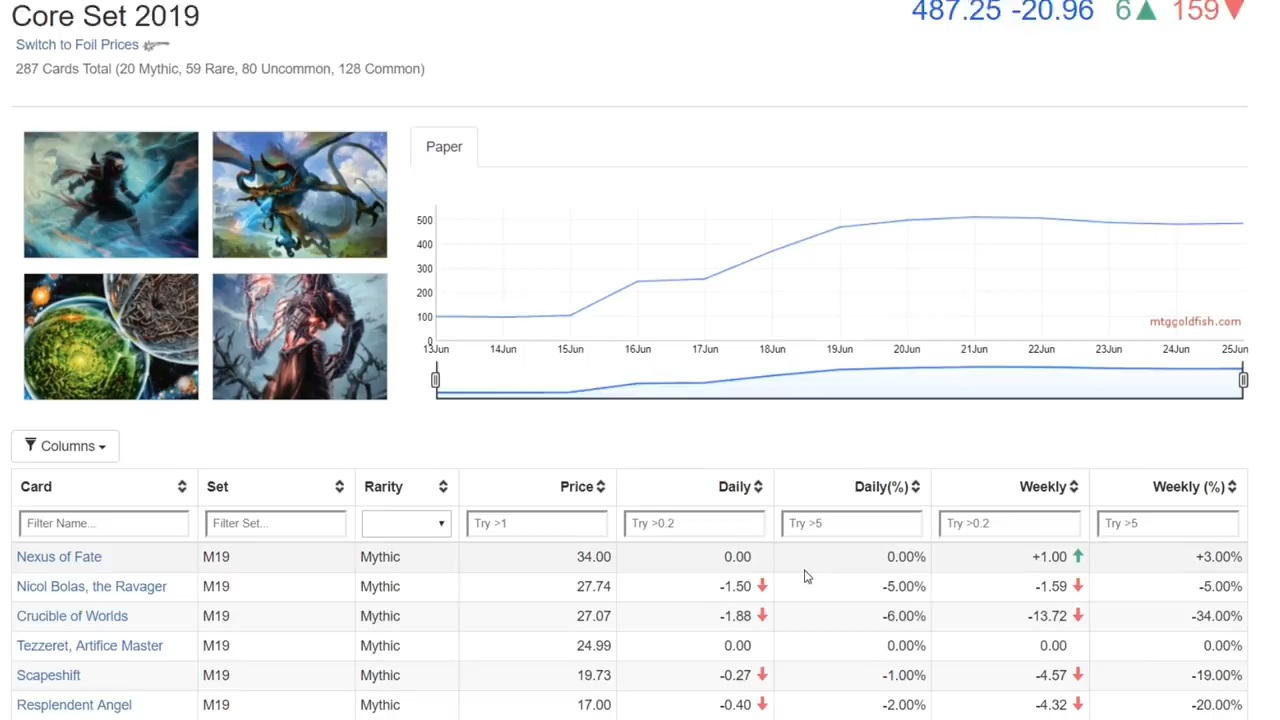 Core Set 2019
487.25 -20.96 6 159
Switch to Foil Prices
287 Cards Total (20 Mythic, 59 Rare, 80 Uncommon, 128 Common)
Paper
500
400
300
200
100
0
mtggoldfish.com
13Jun 14Jun 15Jun 16Jun 17Jun 18Jun 19Jun 20Jun 21Jun 22Jun 23Jun 24Jun 25Jun
Columns
Card Set Rarity Price Daily Daily(%) Weekly Weekly (%)
Filter Name... Filter Set... Try >1 Try >0.2 Try >5 Try >0.2 Try >5
Nexus of Fate M19 Mythic 34.00 0.00 0.00% +1.00 +3.00%
Nicol Bolas, the Ravager M19 Mythic 27.74 -1.50 -5.00% -1.59 -5.00%
Crucible of Worlds M19 Mythic 27.07 -1.88 -6.00% -13.72 -34.00%
Tezzeret, Artifice Master M19 Mythic 24.99 0.00 0.00% 0.00 0.00%
Scapeshift M19 Mythic 19.73 -0.27 -1.00% -4.57 -19.00%
Resplendent Angel M19 Mythic 17.00 -0.40 -2.00% -4.32 -20.00%